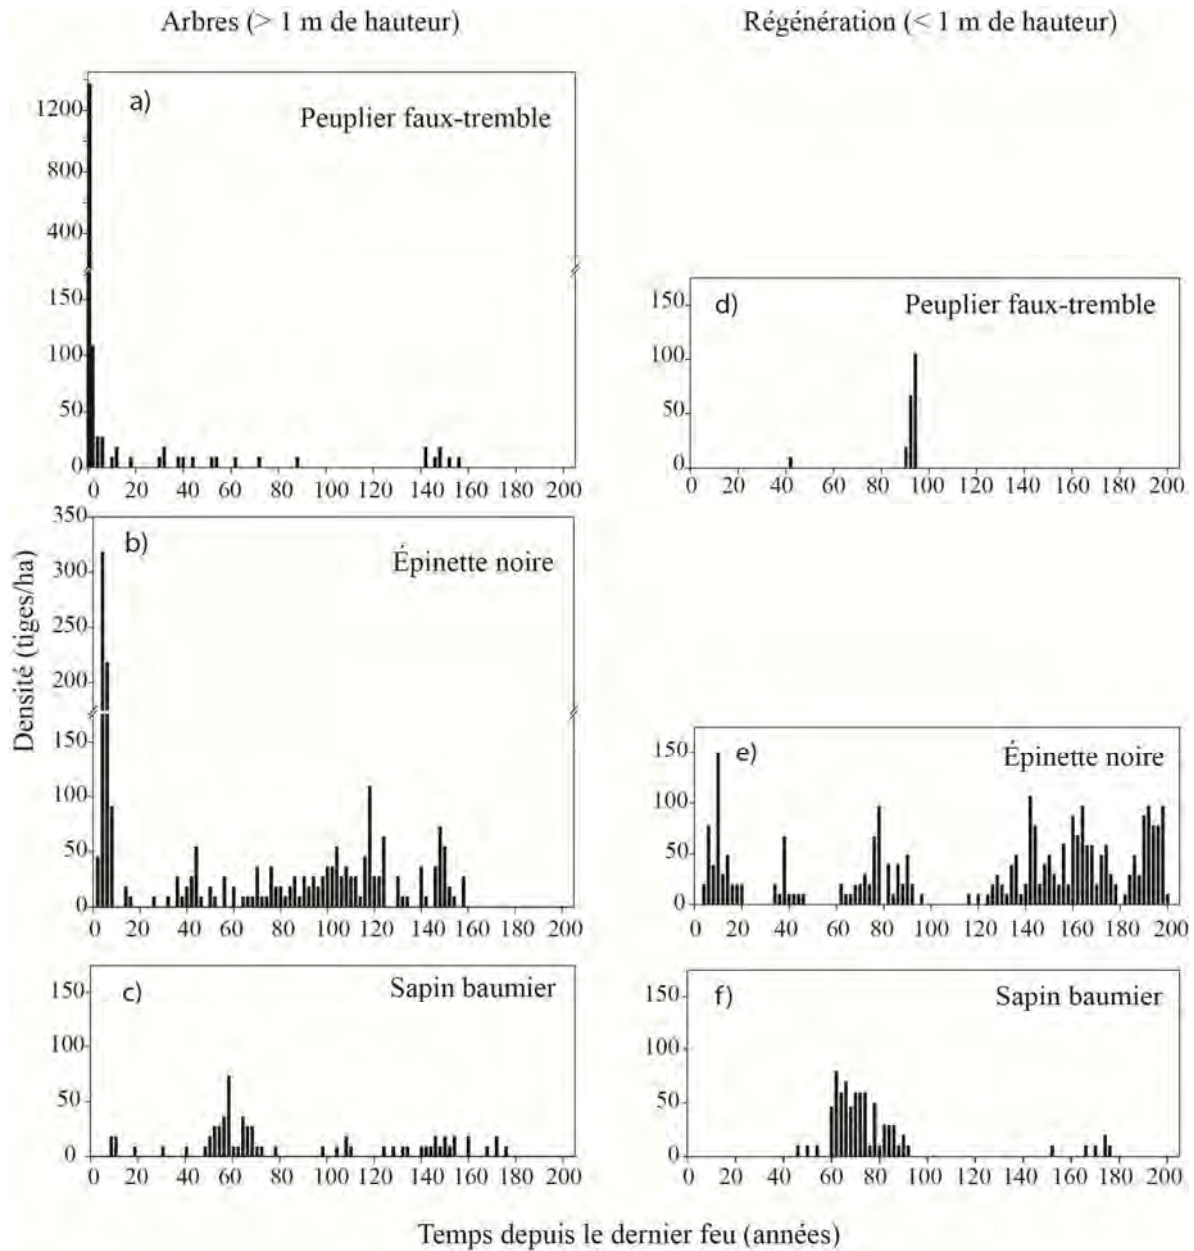 Arbres (> 1 m de hauteur)
Régénération (< 1 m de hauteur)
a)
Peuplier faux-tremble
1200
800
400
150
100
50
0
0 20 40 60 80 100 120 140 160 180 200
d)
Peuplier faux-tremble
150
100
50
0
0 20 40 60 80 100 120 140 160 180 200
Densité (tiges/ha)
b)
Épinette noire
350
300
250
200
150
100
50
0
0 20 40 60 80 100 120 140 160 180 200
e)
Épinette noire
150
100
50
0
0 20 40 60 80 100 120 140 160 180 200
c)
Sapin baumier
150
100
50
0
0 20 40 60 80 100 120 140 160 180 200
f)
Sapin baumier
150
100
50
0
0 20 40 60 80 100 120 140 160 180 200
Temps depuis le dernier feu (années)